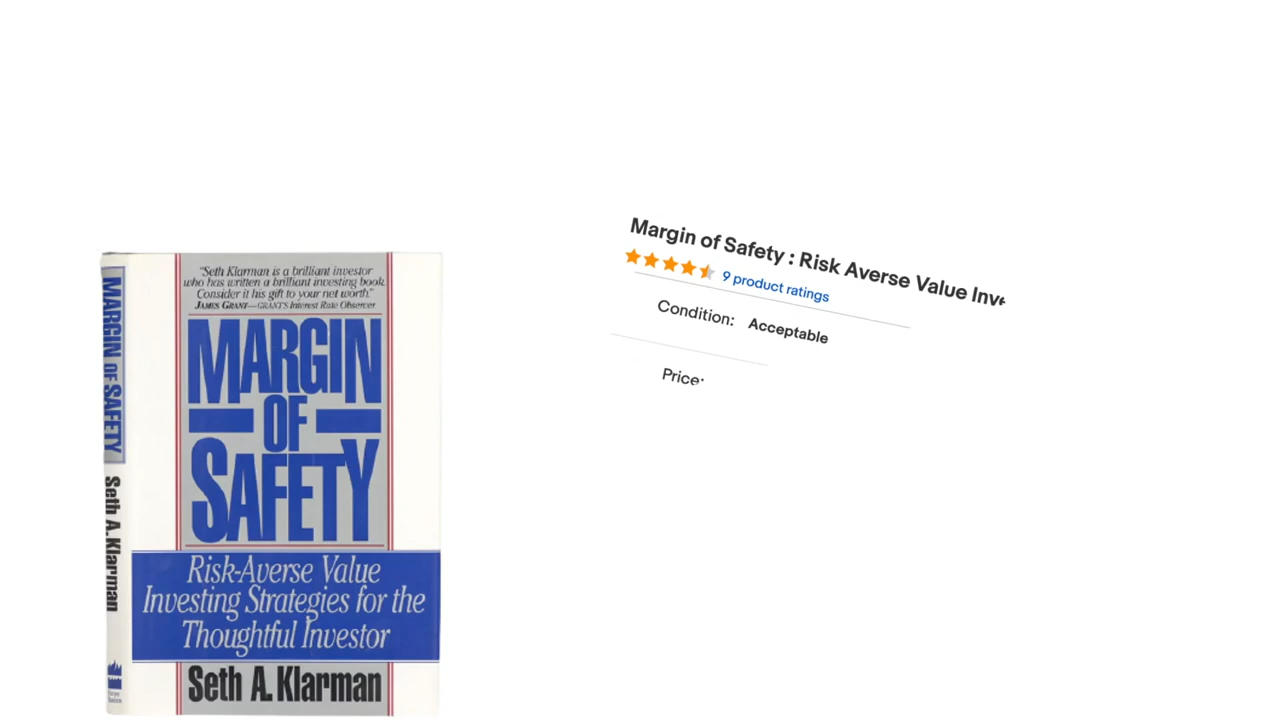 MARGIN OF SAFETY
Seth A. Klarman
"Seth Klarman is a brilliant investor
who has written a brilliant investing book.
Consider it his gift to your net worth."
JAMES GRANT—GRANT'S Interest Rate Observer
MARGIN
OF
SAFETY
Risk-Averse Value
Investing Strategies for the
Thoughtful Investor
Seth A. Klarman
Margin of Safety : Risk Averse Value
9 product ratings
Condition: Acceptable
Price